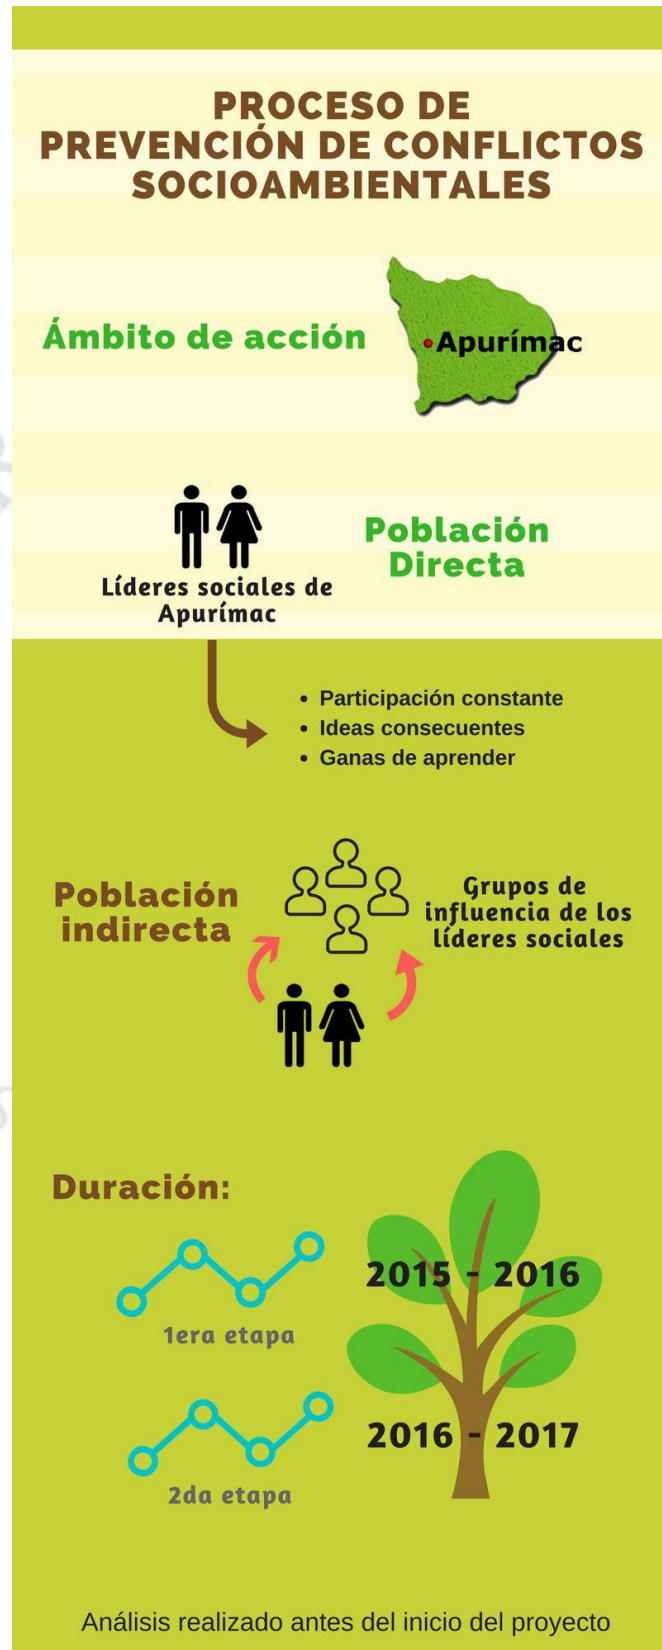 PROCESO DE
PREVENCIÓN DE CONFLICTOS
SOCIOAMBIENTALES
Ámbito de acción
Apurímac
Líderes sociales de
Apurímac
Población
Directa
• Participación constante
• Ideas consecuentes
• Ganas de aprender
Población
indirecta
Grupos de
influencia de los
líderes sociales
Duración:
1era etapa
2015 - 2016
2da etapa
2016 - 2017
Análisis realizado antes del inicio del proyecto